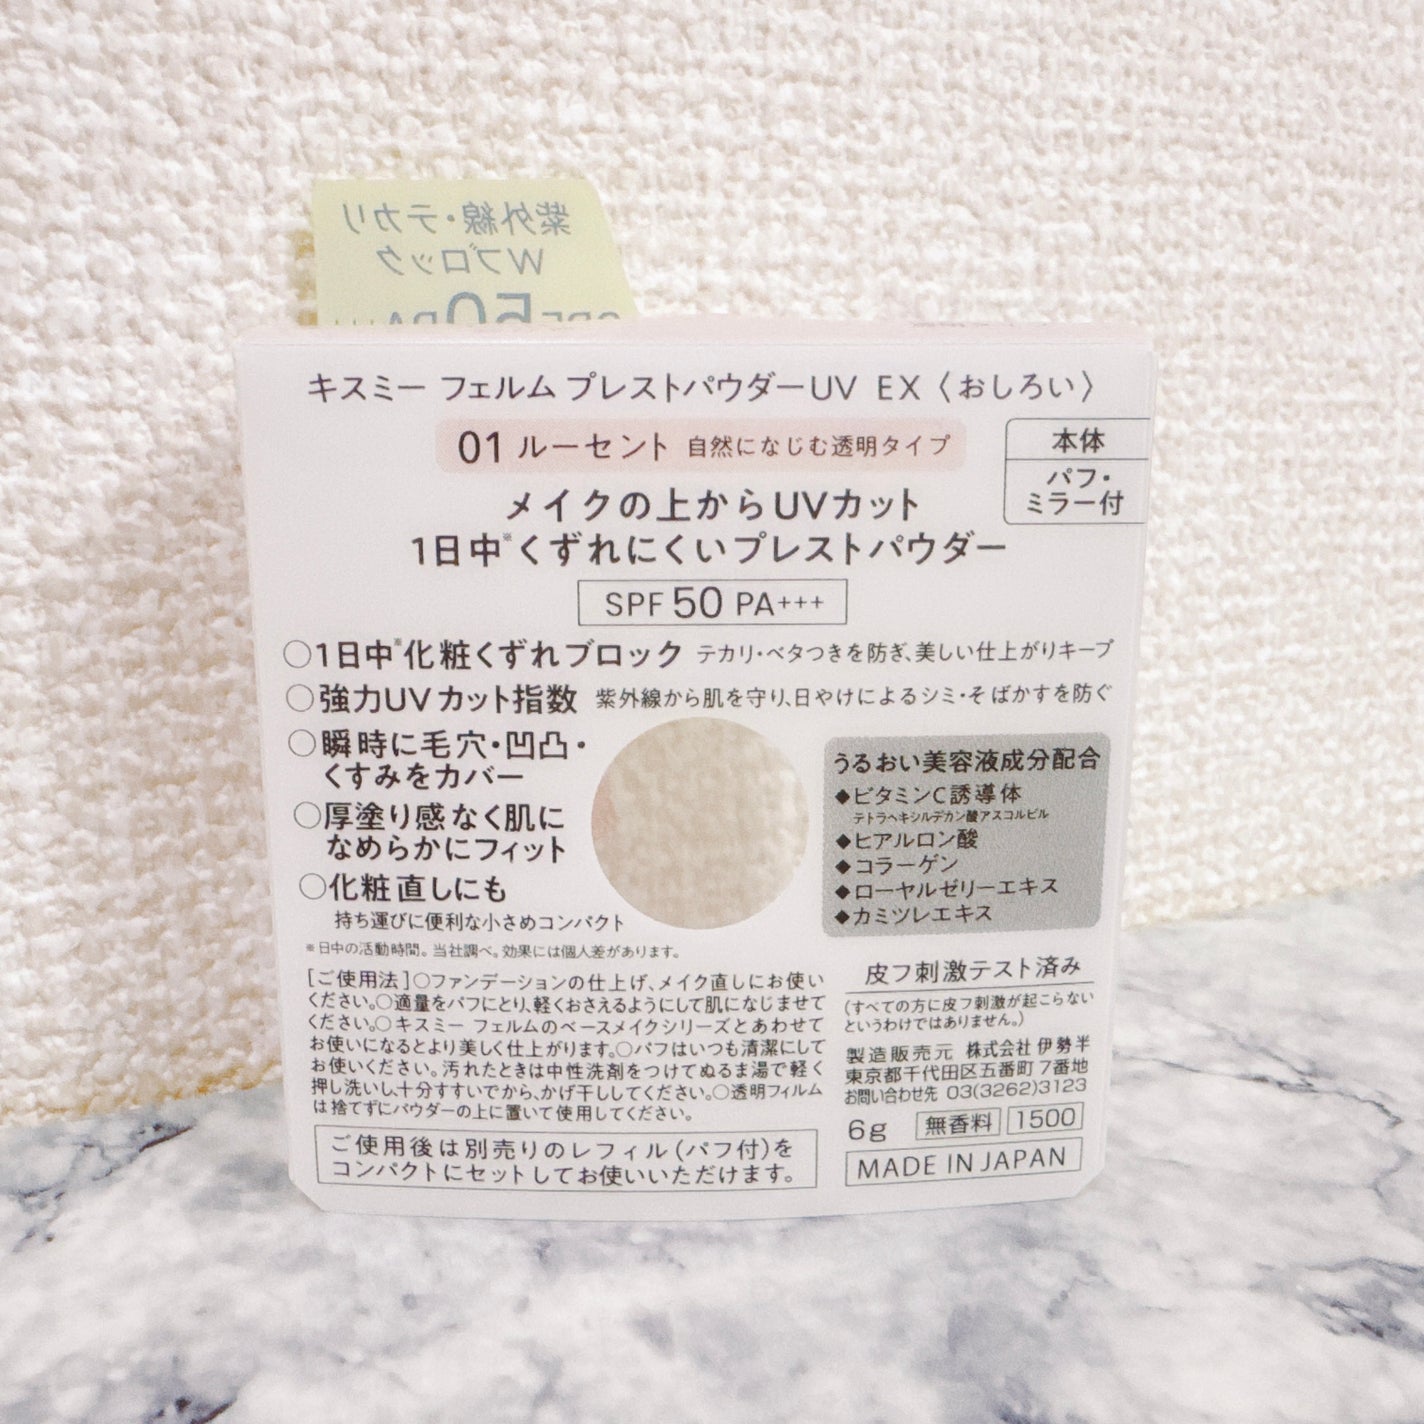 紫外線・テカリ
Wブロック
SPF50PA+++
キスミー フェルム プレストパウダーUV EX〈おしろい〉
01 ルーセント 自然になじむ透明タイプ
本体
パフ・
ミラー付
メイクの上からUVカット
1日中※くずれにくいプレストパウダー
SPF 50 PA+++
○1日中※化粧くずれブロック テカリ・ベタつきを防ぎ、美しい仕上がりキープ
○強力UVカット指数 紫外線から肌を守り、日やけによるシミ・そばかすを防ぐ
○瞬時に毛穴・凹凸・
くすみをカバー
○厚塗り感なく肌に
なめらかにフィット
○化粧直しにも
持ち運びに便利な小さめコンパクト
※日中の活動時間。当社調べ。効果には個人差があります。
うるおい美容液成分配合
◆ビタミンC誘導体
テトラヘキシルデカン酸アスコルビル
◆ヒアルロン酸
◆コラーゲン
◆ローヤルゼリーエキス
◆カミツレエキス
[ご使用法]○ファンデーションの仕上げ、メイク直しにお使い
ください。○適量をパフにとり、軽くおさえるようにして肌になじませて
ください。○キスミー フェルムのベースメイクシリーズとあわせて
お使いになるとより美しく仕上がります。○パフはいつも清潔にして
お使いください。汚れたときは中性洗剤をつけてぬるま湯で軽く
押し洗いし、十分すすいでから、かげ干ししてください。○透明フィルム
は捨てずにパウダーの上に置いて使用してください。
ご使用後は別売りのレフィル(パフ付)を
コンパクトにセットしてお使いいただけます。
皮フ刺激テスト済み
(すべての方に皮フ刺激が起こらない
というわけではありません。)
製造販売元 株式会社 伊勢半
東京都千代田区五番町7番地
お問い合わせ先 03(3262)3123
6g 無香料 1500
MADE IN JAPAN